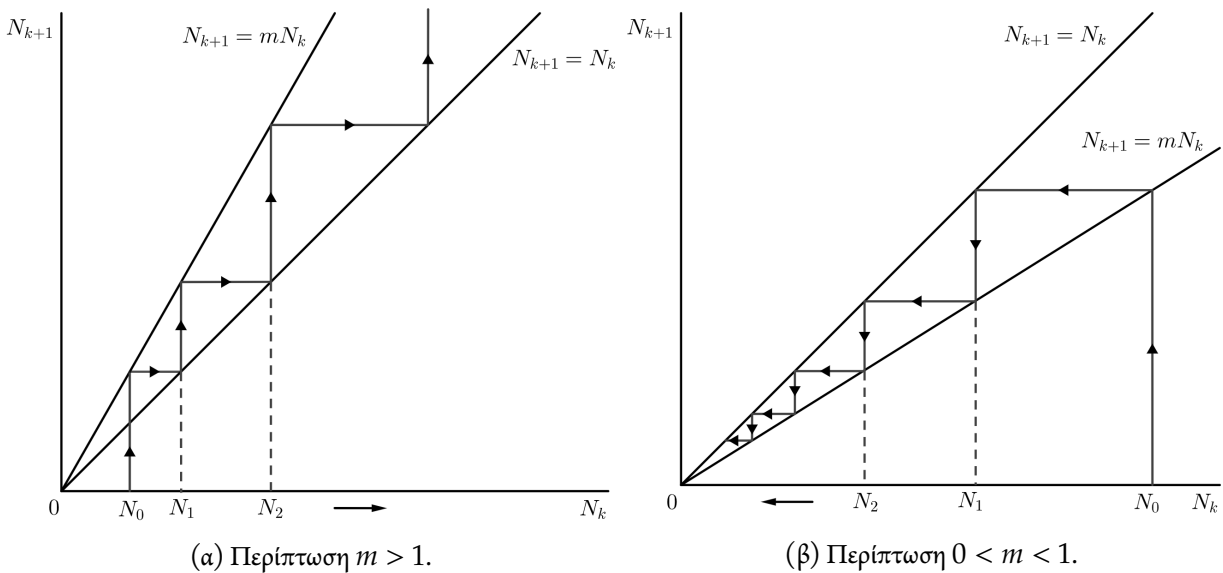 $N_{k+1}$
$N_{k+1} = mN_k$
$N_{k+1} = N_k$
0
$N_0$
$N_1$
$N_2$
$N_k$
(α) Περίπτωση $m > 1$.
$N_{k+1}$
$N_{k+1} = N_k$
$N_{k+1} = mN_k$
0
$N_2$
$N_1$
$N_0$
$N_k$
(β) Περίπτωση $0 < m < 1$.